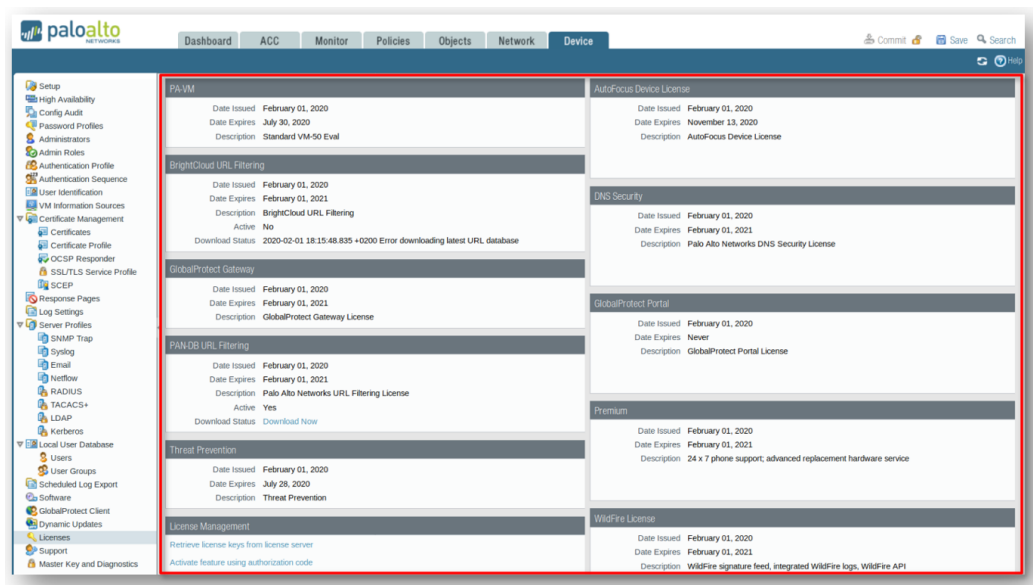 paloalto
NETWORKS
Dashboard ACC Monitor Policies Objects Network Device
Commit Save Search
Help
Setup
High Availability
Config Audit
Password Profiles
Administrators
Admin Roles
Authentication Profile
Authentication Sequence
User Identification
VM Information Sources
Certificate Management
Certificates
Certificate Profile
OCSP Responder
SSL/TLS Service Profile
SCEP
Response Pages
Log Settings
Server Profiles
SNMP Trap
Syslog
Email
Netflow
RADIUS
TACACS+
LDAP
Kerberos
Local User Database
Users
User Groups
Scheduled Log Export
Software
GlobalProtect Client
Dynamic Updates
Licenses
Support
Master Key and Diagnostics
PA-VM
Date Issued February 01, 2020
Date Expires July 30, 2020
Description Standard VM-50 Eval
BrightCloud URL Filtering
Date Issued February 01, 2020
Date Expires February 01, 2021
Description BrightCloud URL Filtering
Active No
Download Status 2020-02-01 18:15:48.835 +0200 Error downloading latest URL database
GlobalProtect Gateway
Date Issued February 01, 2020
Date Expires February 01, 2021
Description GlobalProtect Gateway License
PAN-DB URL Filtering
Date Issued February 01, 2020
Date Expires February 01, 2021
Description Palo Alto Networks URL Filtering License
Active Yes
Download Status Download Now
Threat Prevention
Date Issued February 01, 2020
Date Expires July 28, 2020
Description Threat Prevention
License Management
Retrieve license keys from license server
Activate feature using authorization code
AutoFocus Device License
Date Issued February 01, 2020
Date Expires November 13, 2020
Description AutoFocus Device License
DNS Security
Date Issued February 01, 2020
Date Expires February 01, 2021
Description Palo Alto Networks DNS Security License
GlobalProtect Portal
Date Issued February 01, 2020
Date Expires Never
Description GlobalProtect Portal License
Premium
Date Issued February 01, 2020
Date Expires February 01, 2021
Description 24 x 7 phone support; advanced replacement hardware service
WildFire License
Date Issued February 01, 2020
Date Expires February 01, 2021
Description WildFire signature feed, integrated WildFire logs, WildFire API